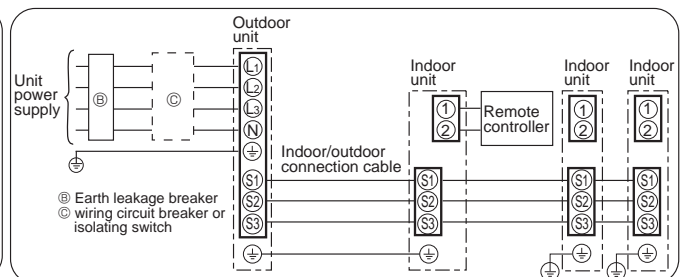 Outdoor
unit
Unit
power
supply
Ⓑ
Ⓒ
L1
L2
L3
N
Indoor/outdoor
connection cable
S1
S2
S3
Ⓑ Earth leakage breaker
Ⓒ wiring circuit breaker or
isolating switch
Indoor
unit
1
2
Remote
controller
S1
S2
S3
Indoor
unit
1
2
S1
S2
S3
Indoor
unit
1
2
S1
S2
S3